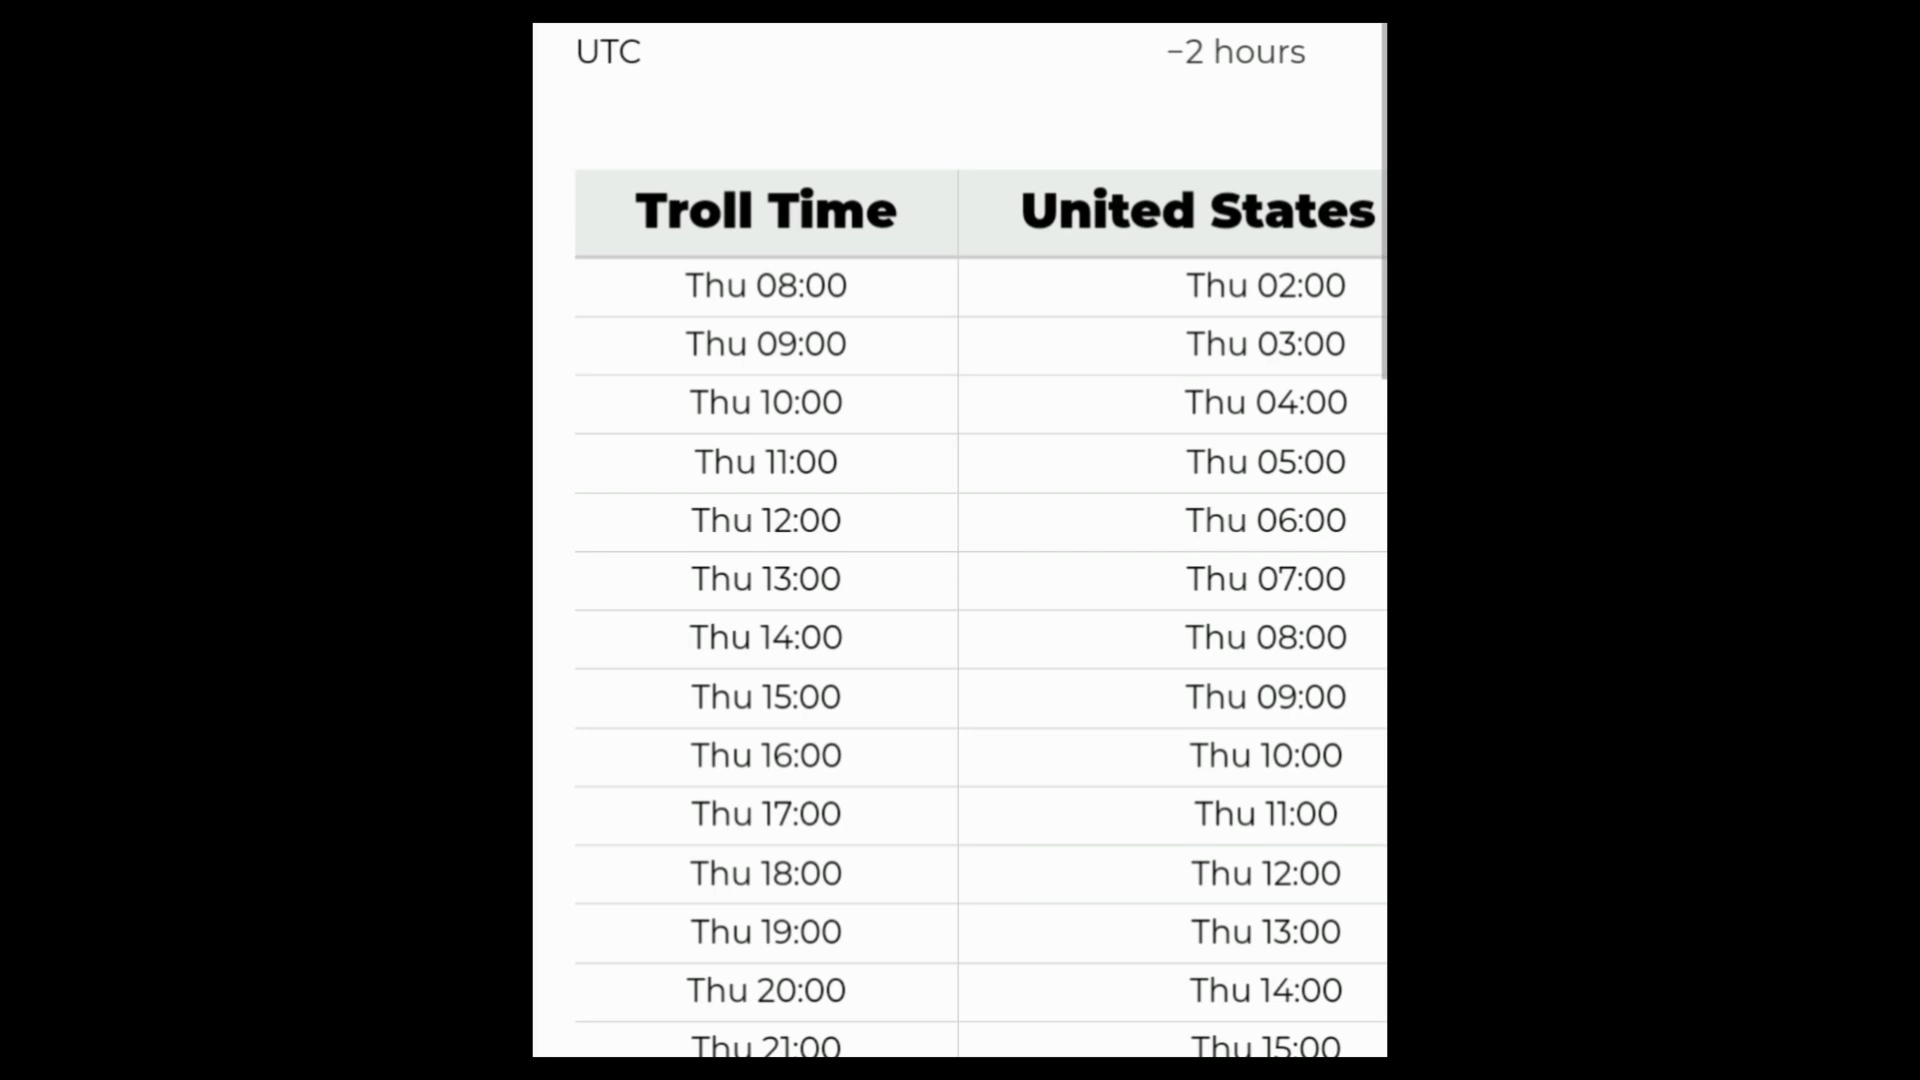 UTC −2 hours
Troll Time United States
Thu 08:00 Thu 02:00
Thu 09:00 Thu 03:00
Thu 10:00 Thu 04:00
Thu 11:00 Thu 05:00
Thu 12:00 Thu 06:00
Thu 13:00 Thu 07:00
Thu 14:00 Thu 08:00
Thu 15:00 Thu 09:00
Thu 16:00 Thu 10:00
Thu 17:00 Thu 11:00
Thu 18:00 Thu 12:00
Thu 19:00 Thu 13:00
Thu 20:00 Thu 14:00
Thu 21:00 Thu 15:00